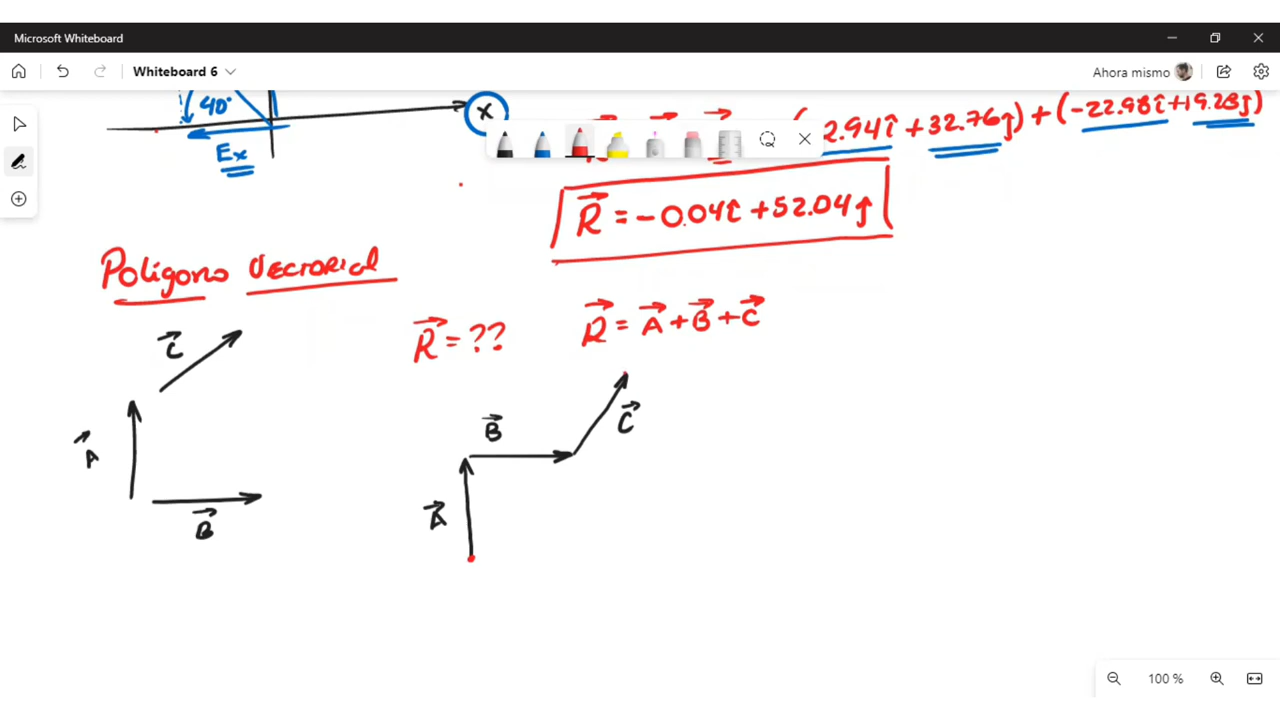 Microsoft Whiteboard
Whiteboard 6
Ahora mismo
40°
x
Ex
2.94î + 32.76ĵ) + (-22.98î + 19.28ĵ)
R⃗ = -0.04î + 52.04ĵ
Polígono Vectorial
R⃗ = ??
R⃗ = A⃗ + B⃗ + C⃗
C⃗
A⃗
B⃗
B⃗
C⃗
A⃗
100 %